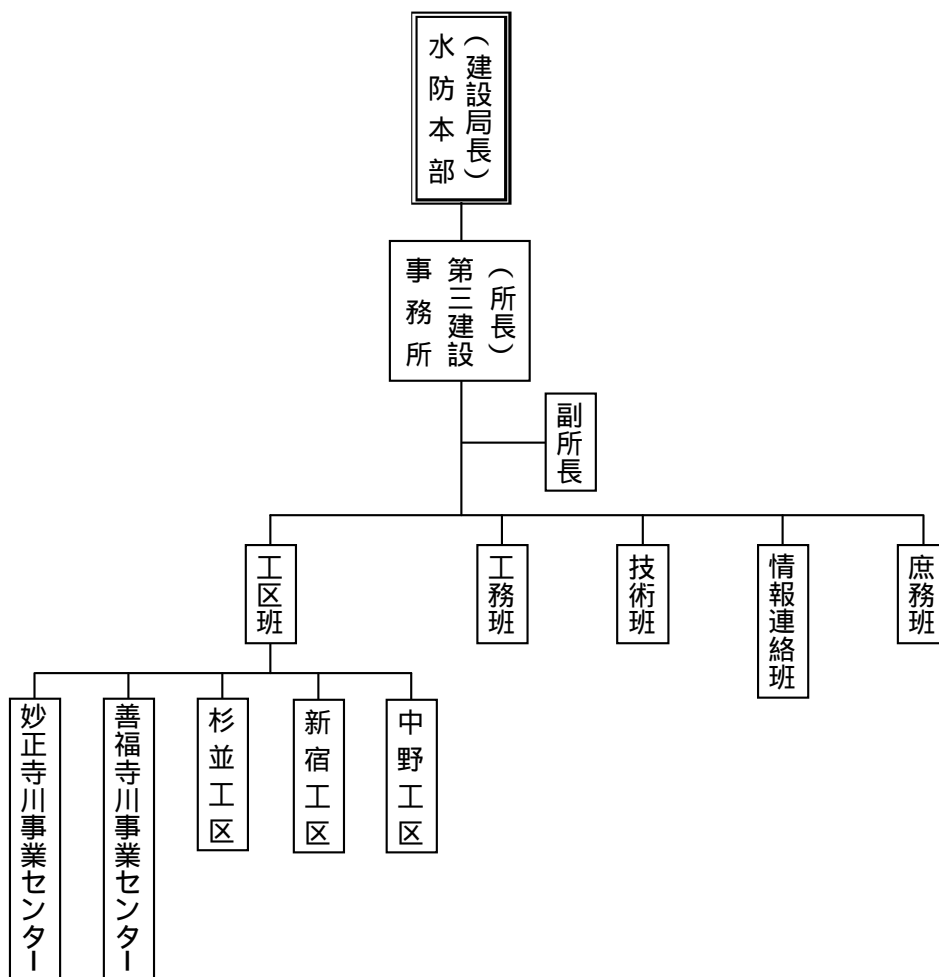 （建設局長）
水防本部
（所長）
第三建設
事務所
副所長
庶務班
情報連絡班
技術班
工務班
工区班
中野工区
新宿工区
杉並工区
善福寺川事業センター
妙正寺川事業センター